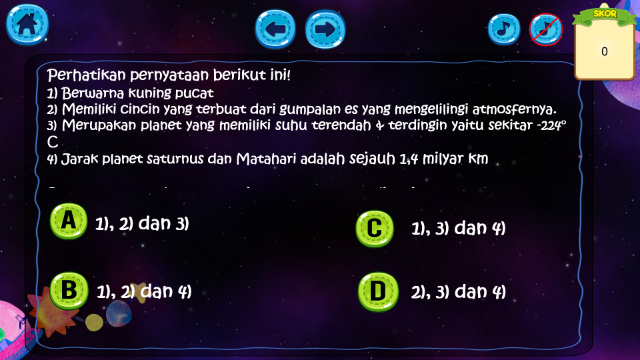 SKOR
0
Perhatikan pernyataan berikut ini!
1) Berwarna kuning pucat
2) Memiliki cincin yang terbuat dari gumpalan es yang mengelilingi atmosfernya.
3) Merupakan planet yang memiliki suhu terendah & terdingin yaitu sekitar -224°
C
4) Jarak planet saturnus dan Matahari adalah sejauh 1,4 milyar km
A 1), 2) dan 3)
C 1), 3) dan 4)
B 1), 2) dan 4)
D 2), 3) dan 4)